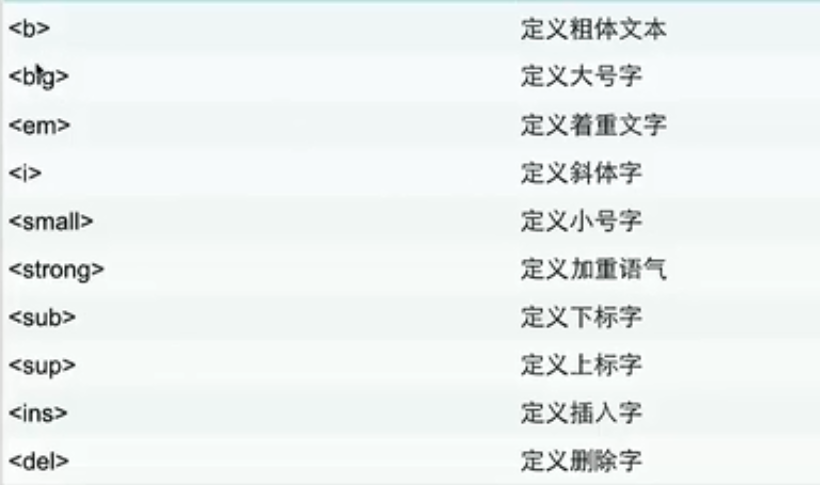 <b> 定义粗体文本
<big> 定义大号字
<em> 定义着重文字
<i> 定义斜体字
<small> 定义小号字
<strong> 定义加重语气
<sub> 定义下标字
<sup> 定义上标字
<ins> 定义插入字
<del> 定义删除字